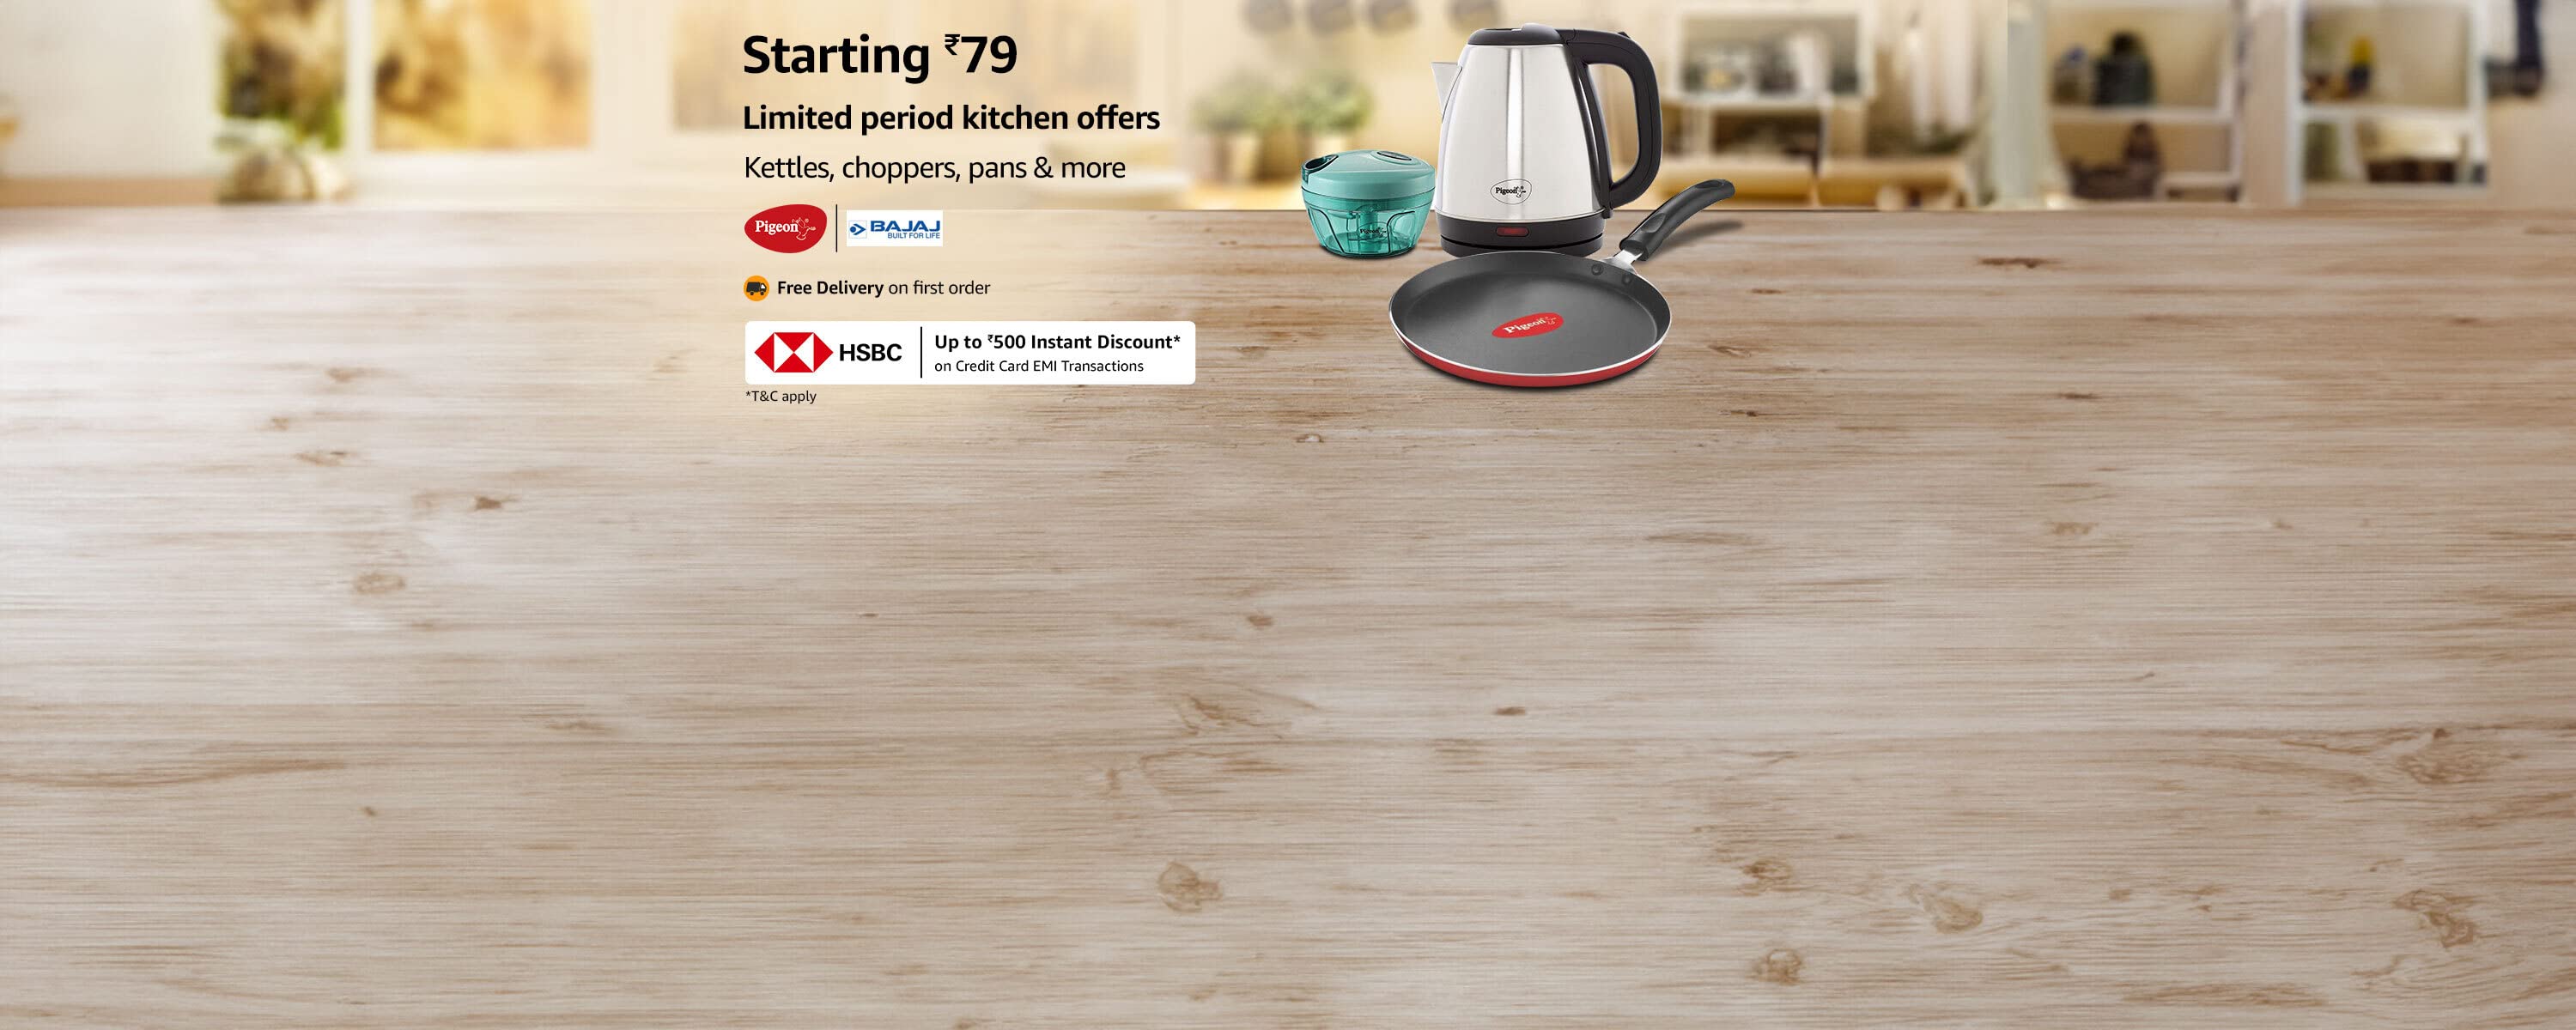 Starting ₹79
Limited period kitchen offers
Kettles, choppers, pans & more
Pigeon
BAJAJ
BUILT FOR LIFE
Free Delivery on first order
HSBC
Up to ₹500 Instant Discount*
on Credit Card EMI Transactions
*T&C apply
Pigeon
Pigeon
Pigeon